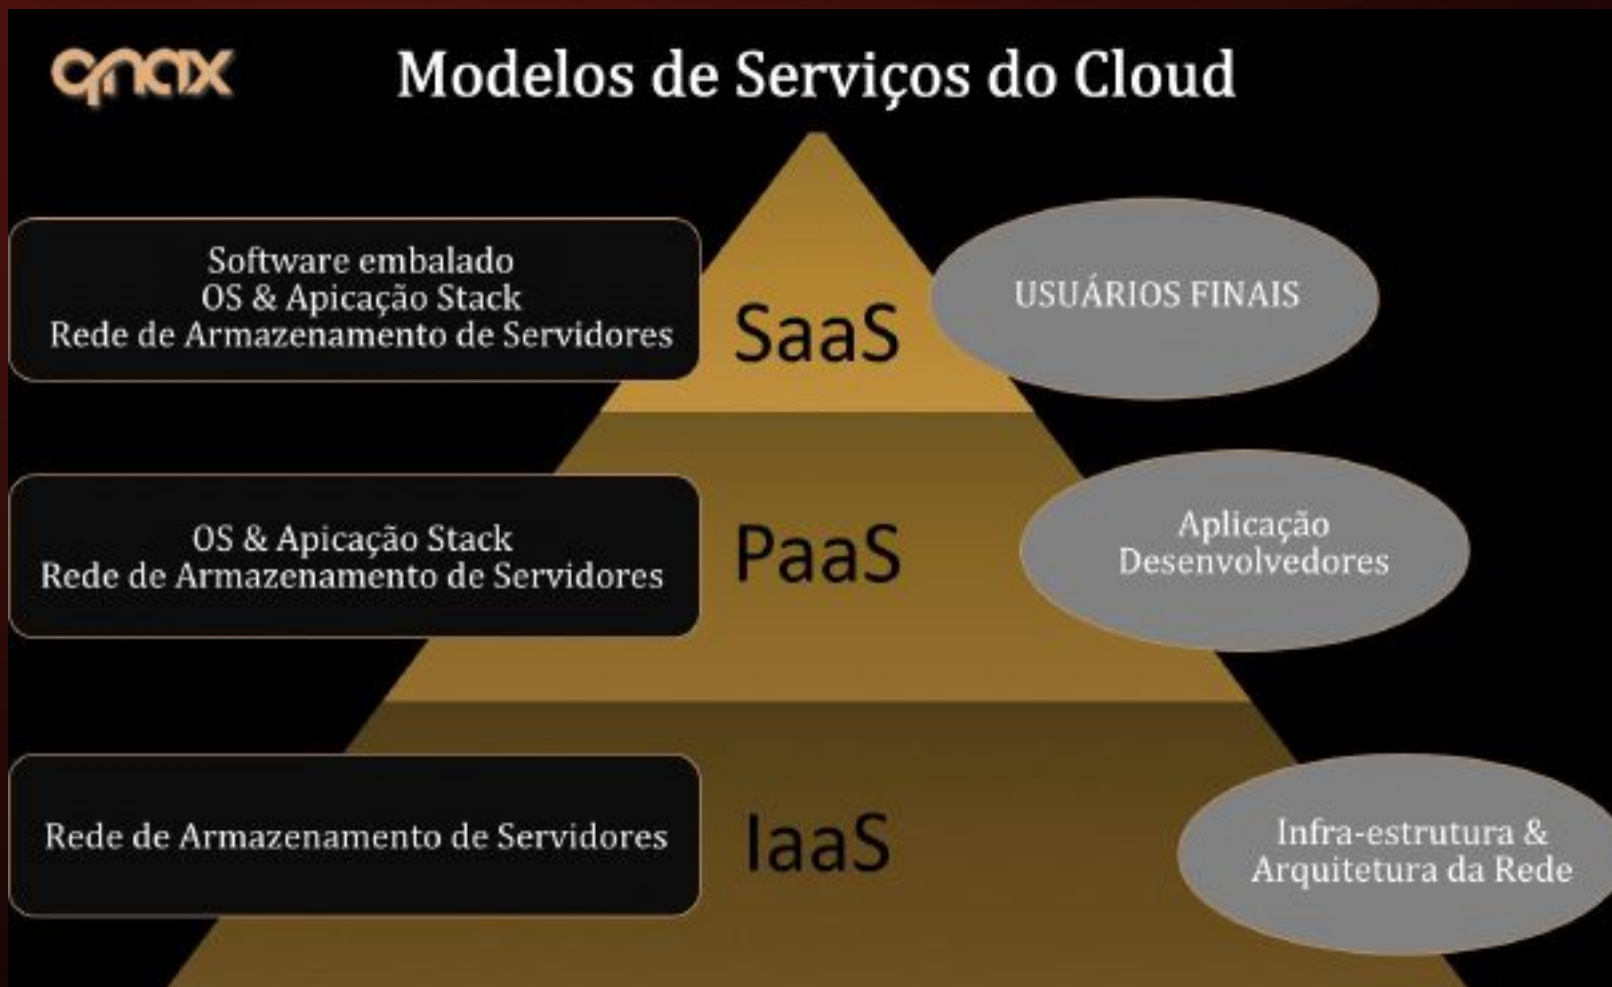 qnax
Modelos de Serviços do Cloud
Software embalado
OS & Apicação Stack
Rede de Armazenamento de Servidores
SaaS
USUÁRIOS FINAIS
OS & Apicação Stack
Rede de Armazenamento de Servidores
PaaS
Aplicação
Desenvolvedores
Rede de Armazenamento de Servidores
IaaS
Infra-estrutura &
Arquitetura da Rede